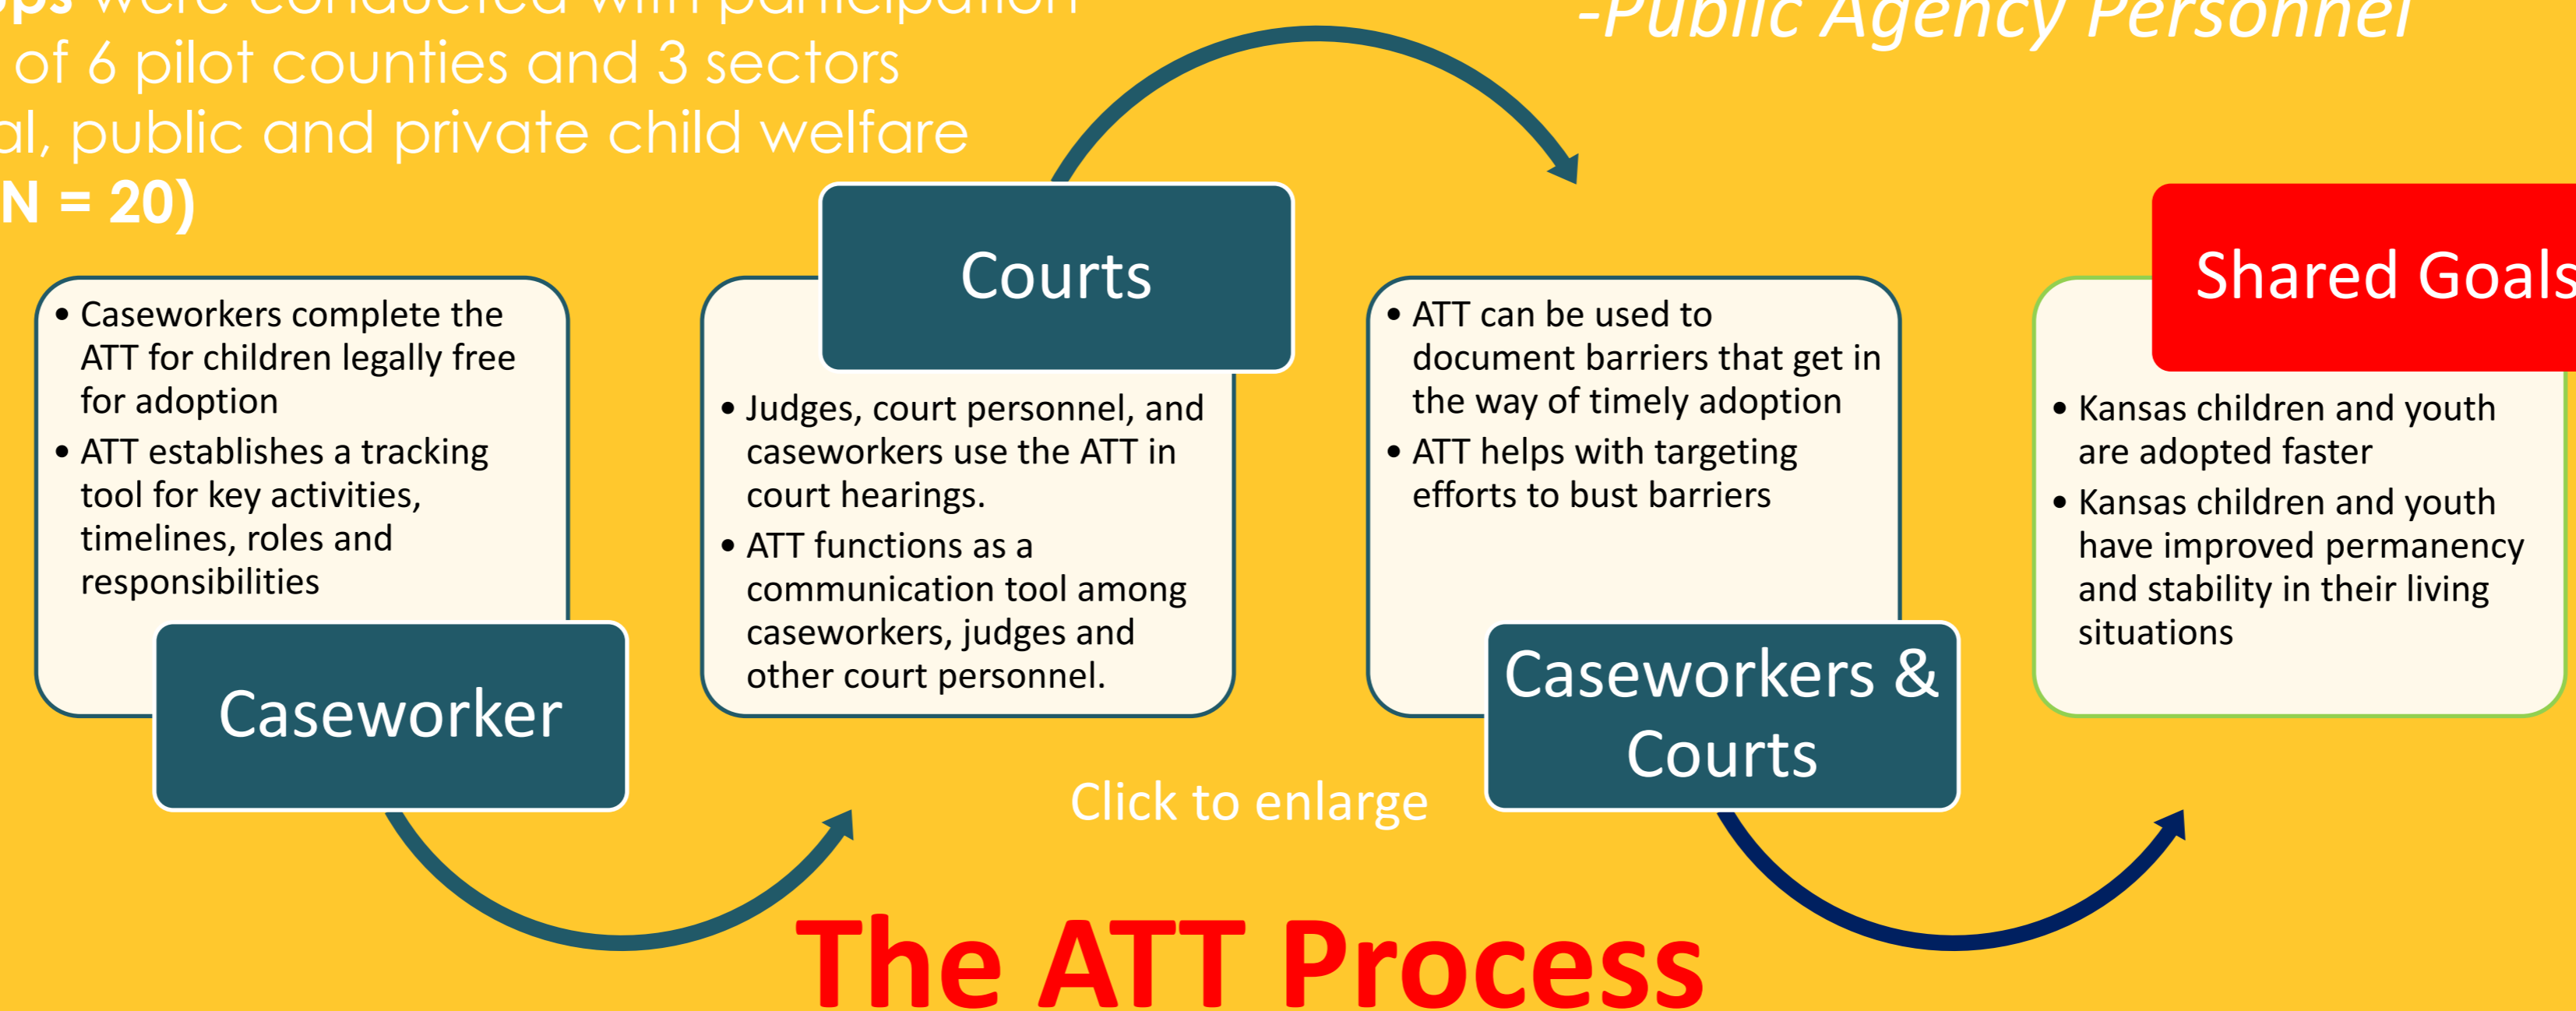 were conducted with participation
of 6 pilot counties and 3 sectors
public and private child welfare
N = 20)
-Public Agency Personnel
• Caseworkers complete the
ATT for children legally free
for adoption
• ATT establishes a tracking
tool for key activities,
timelines, roles and
responsibilities
Caseworker
Courts
• Judges, court personnel, and
caseworkers use the ATT in
court hearings.
• ATT functions as a
communication tool among
caseworkers, judges and
other court personnel.
• ATT can be used to
document barriers that get in
the way of timely adoption
• ATT helps with targeting
efforts to bust barriers
Caseworkers &
Courts
Shared Goals
• Kansas children and youth
are adopted faster
• Kansas children and youth
have improved permanency
and stability in their living
situations
Click to enlarge
The ATT Process